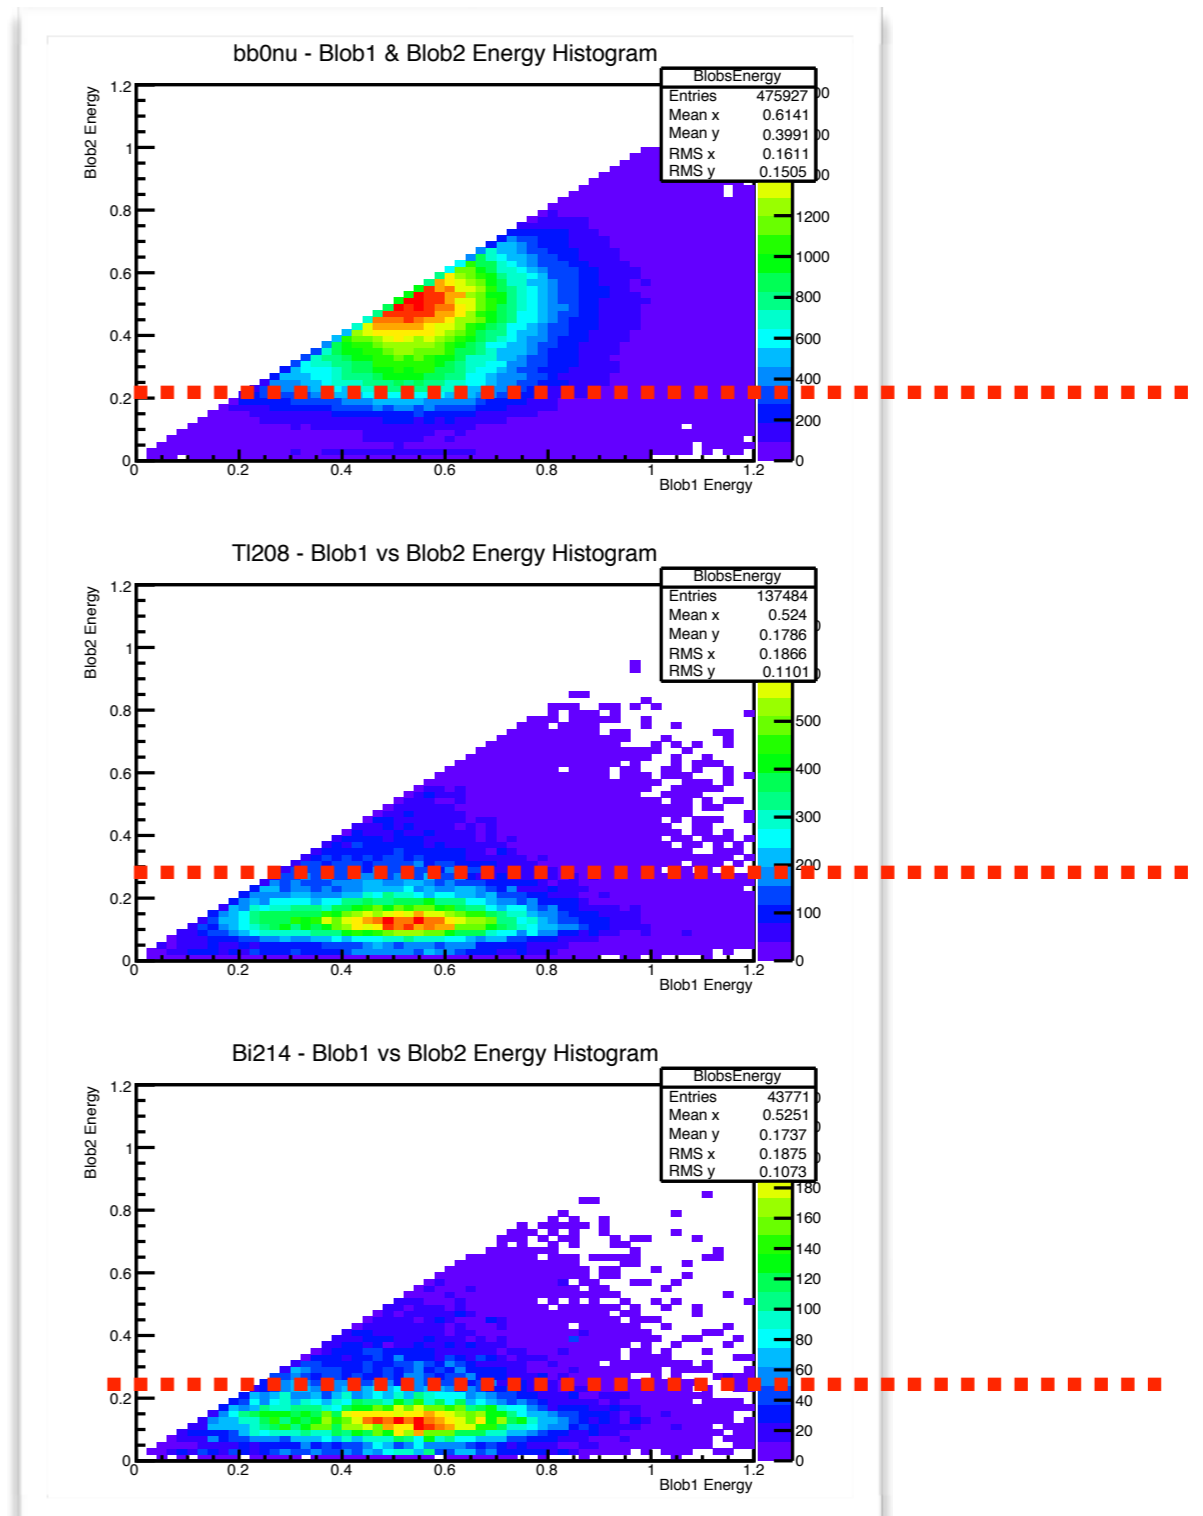 bb0nu - Blob1 & Blob2 Energy Histogram
BlobsEnergy
Entries 475927
Mean x 0.6141
Mean y 0.3991
RMS x 0.1611
RMS y 0.1505
Blob2 Energy
1.2
1
0.8
0.6
0.4
0.2
0
0 0.2 0.4 0.6 0.8 1 1.2
Blob1 Energy
1200
1000
800
600
400
200
0
Tl208 - Blob1 vs Blob2 Energy Histogram
BlobsEnergy
Entries 137484
Mean x 0.524
Mean y 0.1786
RMS x 0.1866
RMS y 0.1101
Blob2 Energy
1.2
1
0.8
0.6
0.4
0.2
0
0 0.2 0.4 0.6 0.8 1 1.2
Blob1 Energy
500
400
300
200
100
0
Bi214 - Blob1 vs Blob2 Energy Histogram
BlobsEnergy
Entries 43771
Mean x 0.5251
Mean y 0.1737
RMS x 0.1875
RMS y 0.1073
Blob2 Energy
1.2
1
0.8
0.6
0.4
0.2
0
0 0.2 0.4 0.6 0.8 1 1.2
Blob1 Energy
180
160
140
120
100
80
60
40
20
0